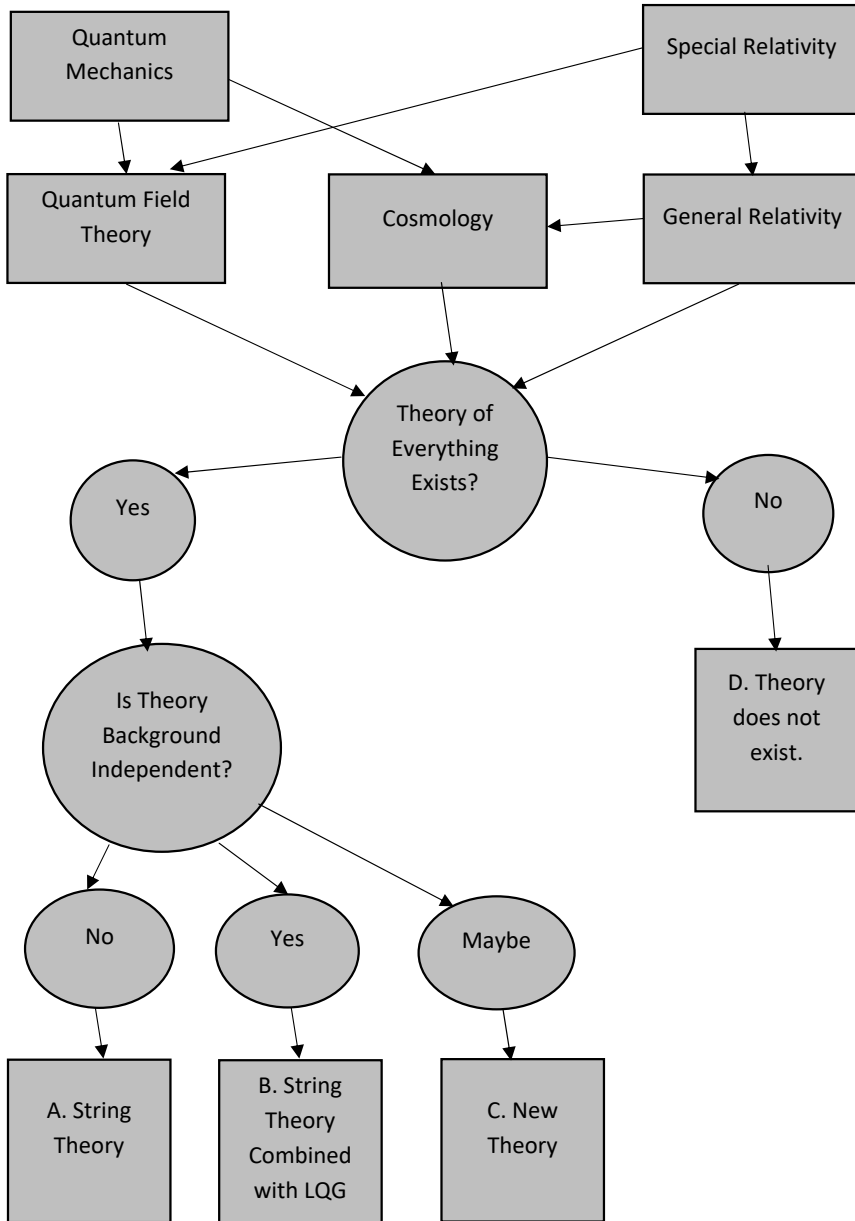 Quantum
Mechanics
Special Relativity
Quantum Field
Theory
Cosmology
General Relativity
Theory of
Everything
Exists?
Yes
No
Is Theory
Background
Independent?
D. Theory
does not
exist.
No
Yes
Maybe
A. String
Theory
B. String
Theory
Combined
with LQG
C. New
Theory